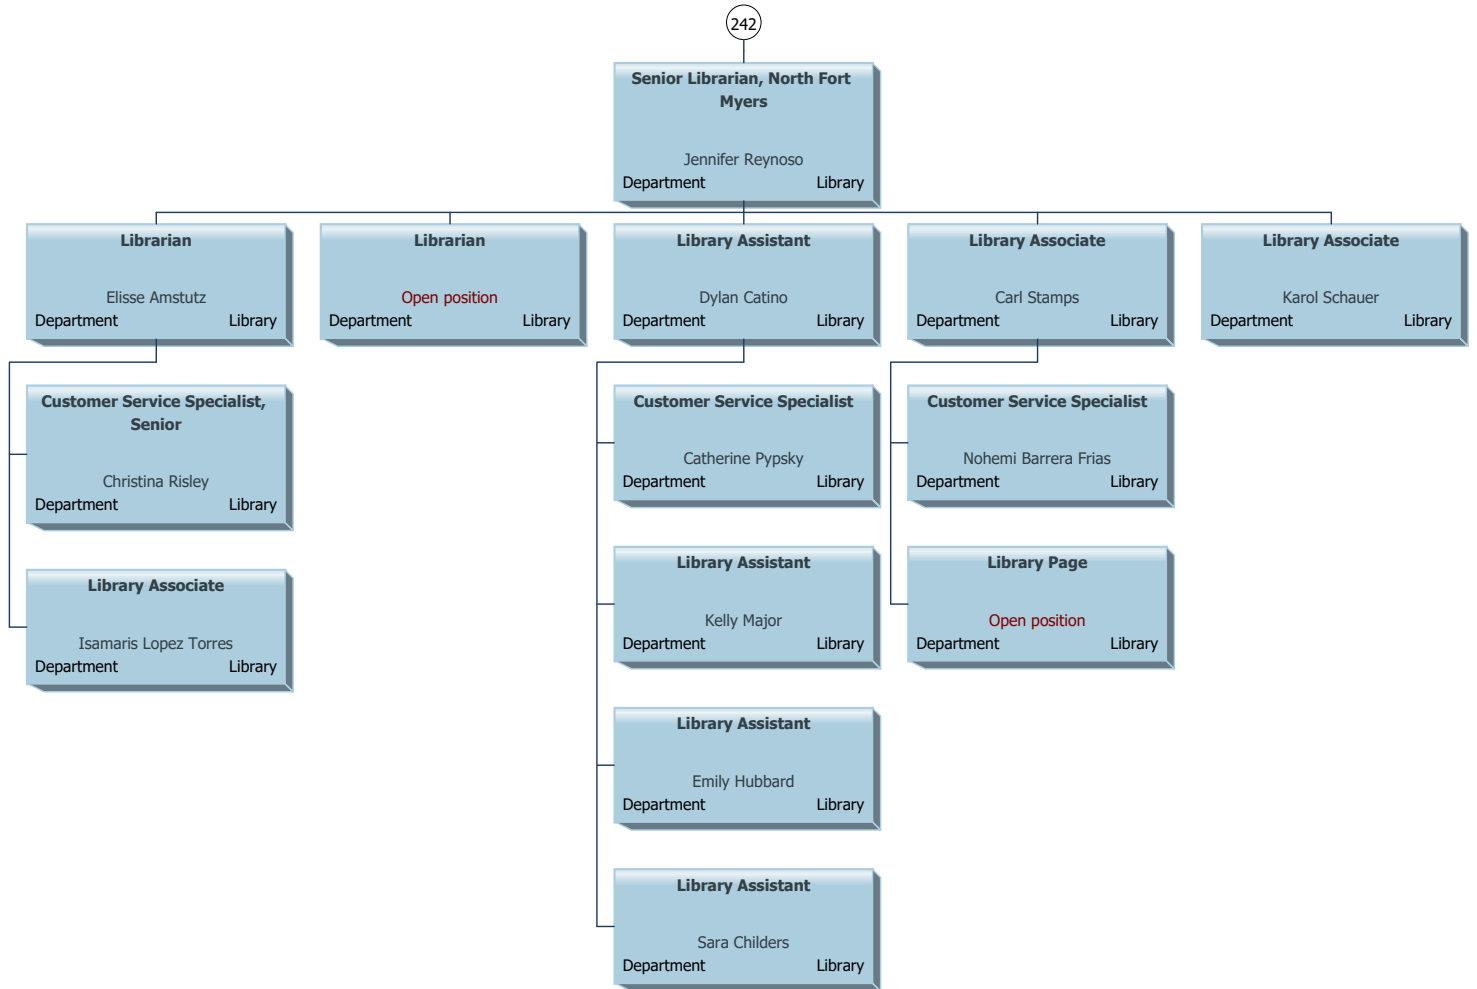 242
Senior Librarian, North Fort
Myers
Jennifer Reynoso
Department Library
Librarian
Elisse Amstutz
Department Library
Librarian
Open position
Department Library
Library Assistant
Dylan Catino
Department Library
Library Associate
Carl Stamps
Department Library
Library Associate
Karol Schauer
Department Library
Customer Service Specialist,
Senior
Christina Risley
Department Library
Library Associate
Isamaris Lopez Torres
Department Library
Customer Service Specialist
Catherine Pypsky
Department Library
Library Assistant
Kelly Major
Department Library
Library Assistant
Emily Hubbard
Department Library
Library Assistant
Sara Childers
Department Library
Customer Service Specialist
Nohemi Barrera Frias
Department Library
Library Page
Open position
Department Library